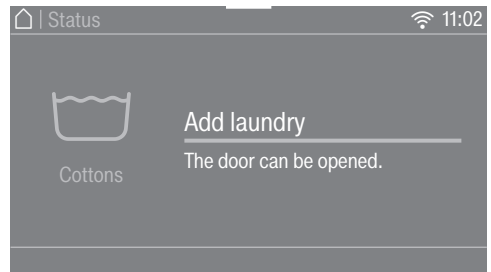 | Status 11:02
Add laundry
The door can be opened.
Cottons